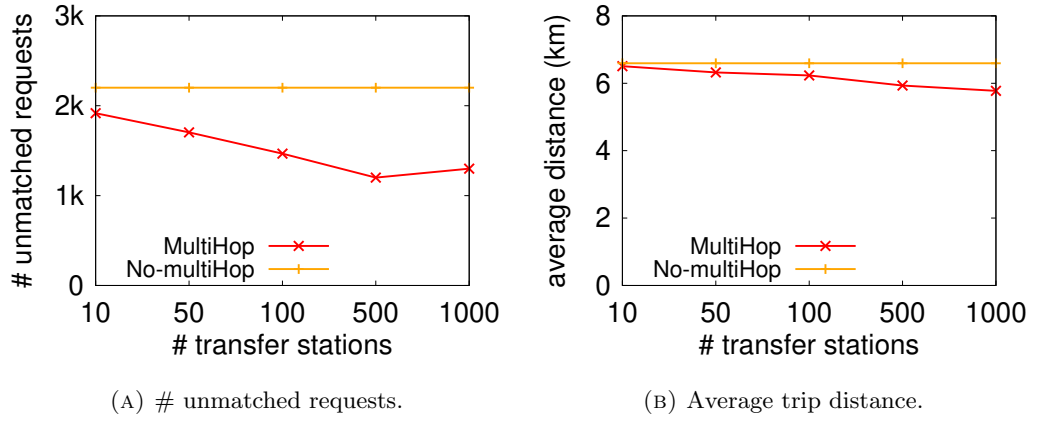 3k
2k
1k
0
# unmatched requests
MultiHop
No-multiHop
10 50 100 500 1000
# transfer stations
(A) # unmatched requests.
8
6
4
2
0
average distance (km)
MultiHop
No-multiHop
10 50 100 500 1000
# transfer stations
(B) Average trip distance.